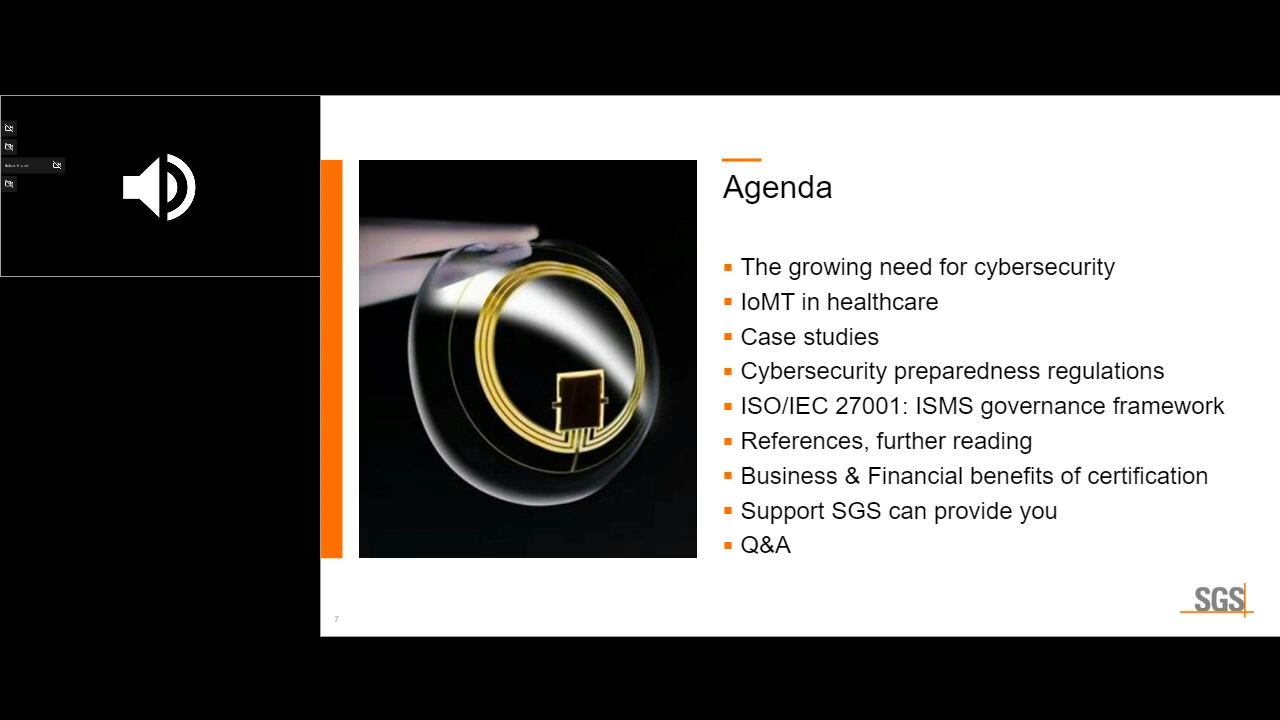 Agenda
The growing need for cybersecurity
IoMT in healthcare
Case studies
Cybersecurity preparedness regulations
ISO/IEC 27001: ISMS governance framework
References, further reading
Business & Financial benefits of certification
Support SGS can provide you
Q&A
SGS
7